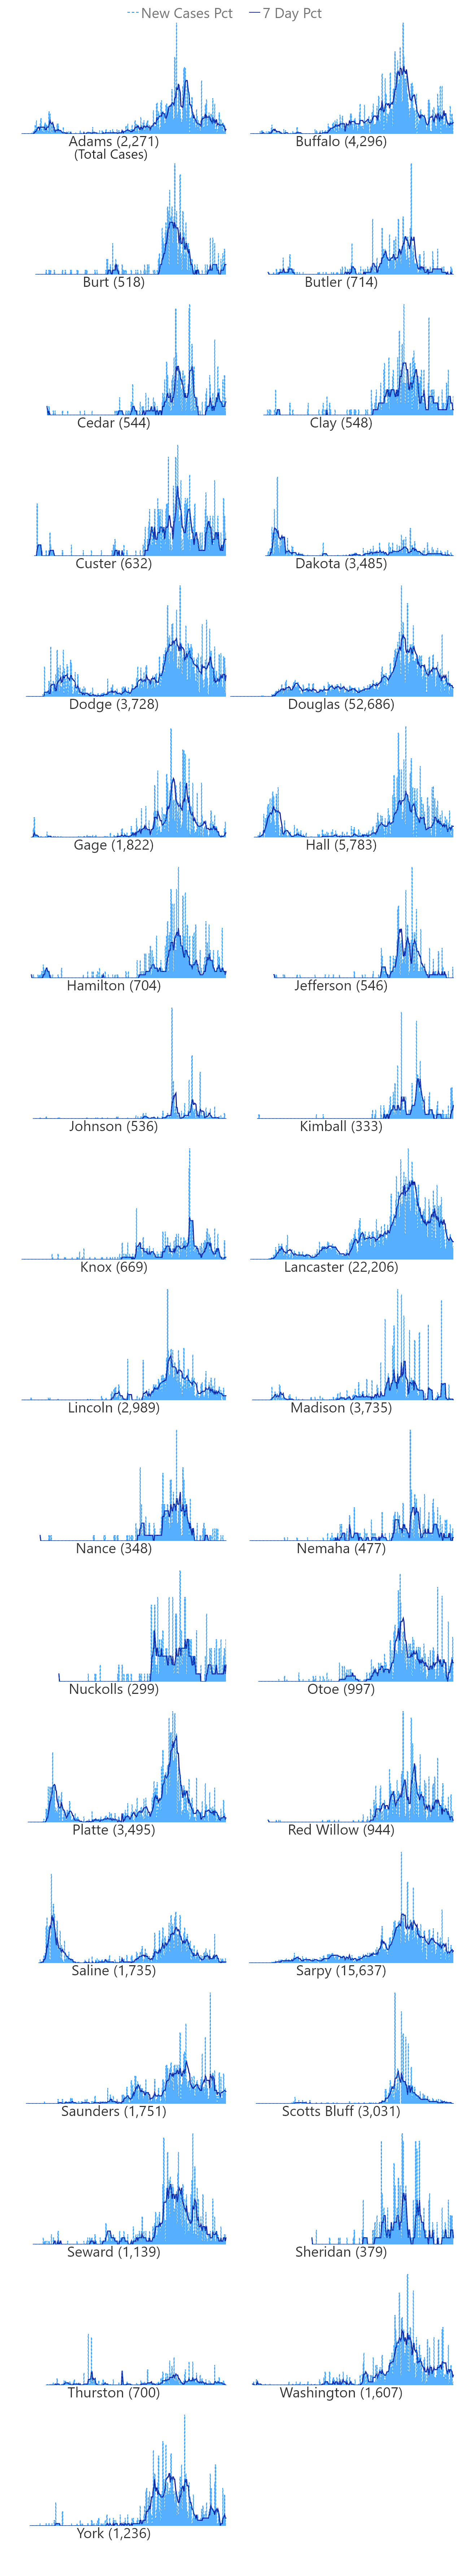 New Cases Pct 7 Day Pct
Adams (2,271) Buffalo (4,296)
(Total Cases)
Burt (518) Butler (714)
Cedar (544) Clay (548)
Custer (632) Dakota (3,485)
Dodge (3,728) Douglas (52,686)
Gage (1,822) Hall (5,783)
Hamilton (704) Jefferson (546)
Johnson (536) Kimball (333)
Knox (669) Lancaster (22,206)
Lincoln (2,989) Madison (3,735)
Nance (348) Nemaha (477)
Nuckolls (299) Otoe (997)
Platte (3,495) Red Willow (944)
Saline (1,735) Sarpy (15,637)
Saunders (1,751) Scotts Bluff (3,031)
Seward (1,139) Sheridan (379)
Thurston (700) Washington (1,607)
York (1,236)